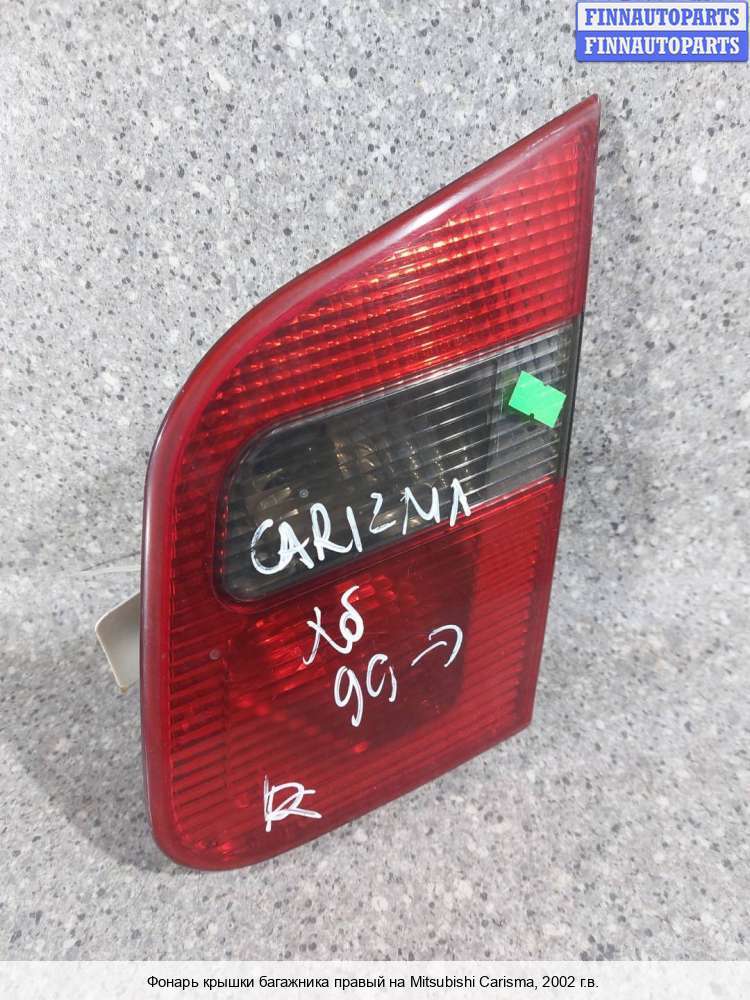 FINNAUTOPARTS
FINNAUTOPARTS
CARIZMA
Хб
99→
R
Фонарь крышки багажника правый на Mitsubishi Carisma, 2002 г.в.